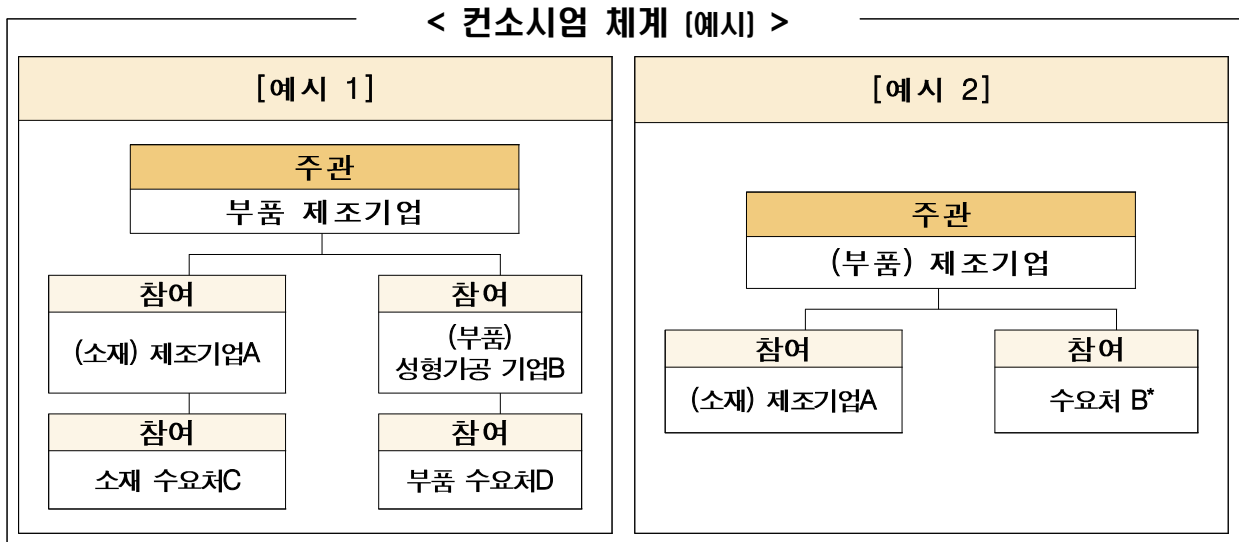 < 컨소시엄 체계 (예시) >
[예시 1]
주관
부품 제조기업
참여
(소재) 제조기업A
참여
(부품)
성형가공 기업B
참여
소재 수요처C
참여
부품 수요처D
[예시 2]
주관
(부품) 제조기업
참여
(소재) 제조기업A
참여
수요처 B*